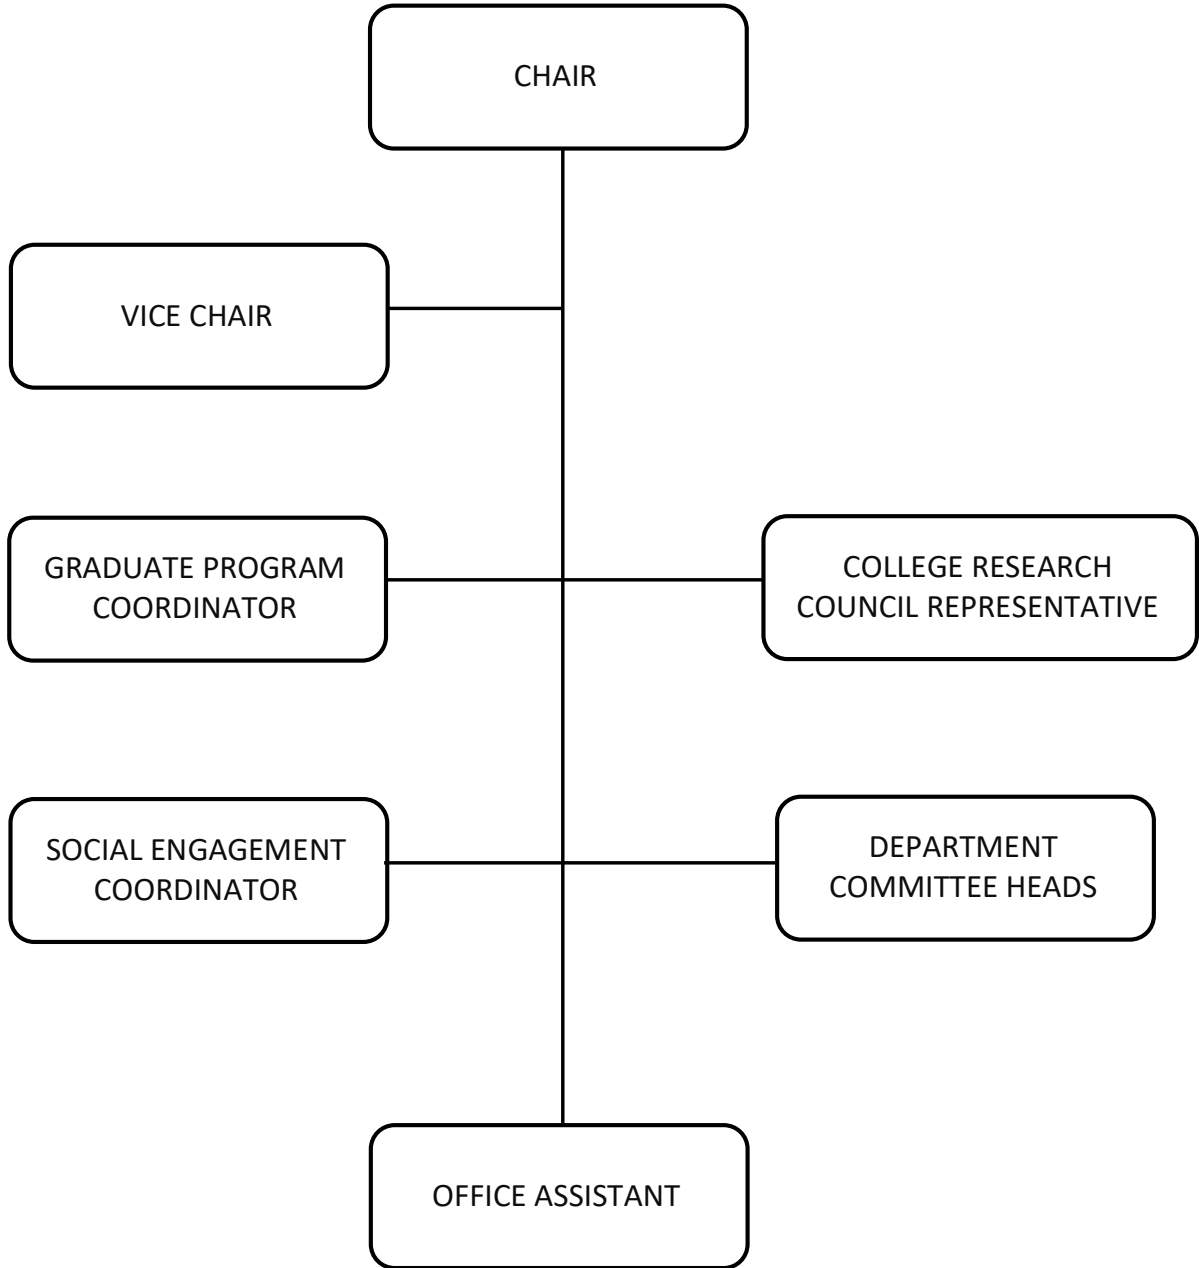 CHAIR
VICE CHAIR
GRADUATE PROGRAM
COORDINATOR
COLLEGE RESEARCH
COUNCIL REPRESENTATIVE
SOCIAL ENGAGEMENT
COORDINATOR
DEPARTMENT
COMMITTEE HEADS
OFFICE ASSISTANT